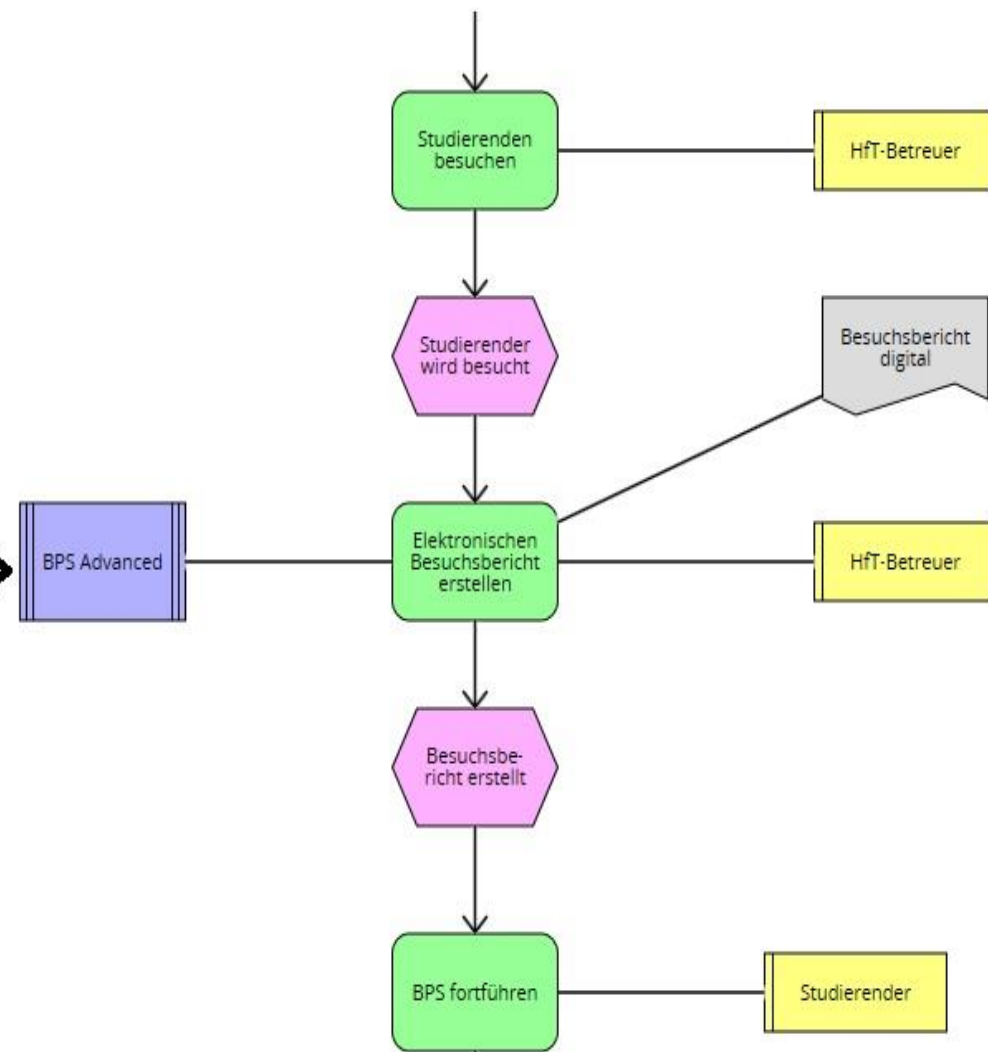 Studierenden
besuchen
HfT-Betreuer
Studierender
wird besucht
Besuchsbericht
digital
BPS Advanced
Elektronischen
Besuchsbericht
erstellen
HfT-Betreuer
Besuchsbe-
richt erstellt
BPS fortführen
Studierender